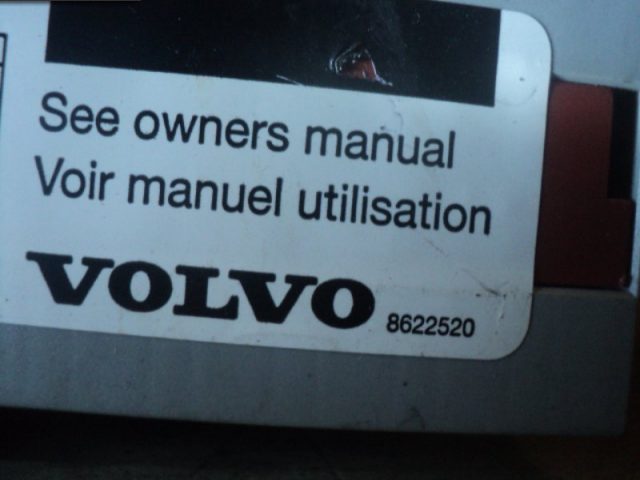 See owners manual
Voir manuel utilisation
VOLVO 8622520